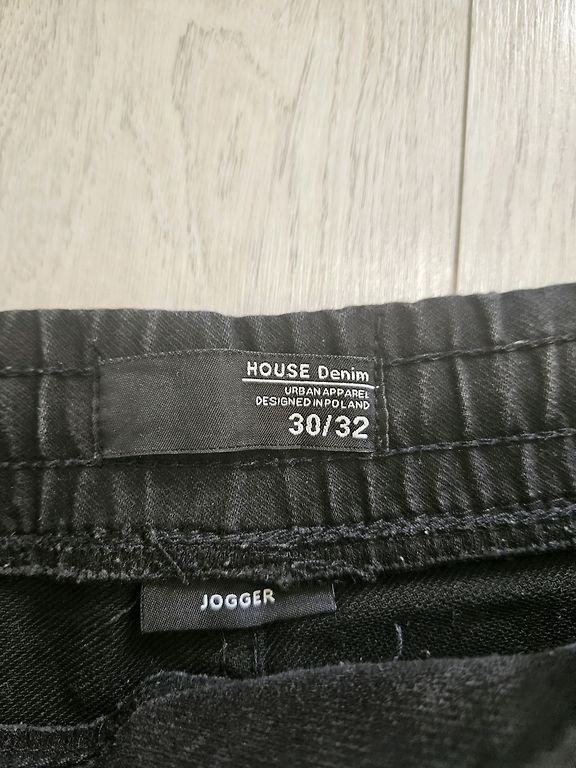 HOUSE Denim
URBAN APPAREL
DESIGNED IN POLAND
30/32
JOGGER